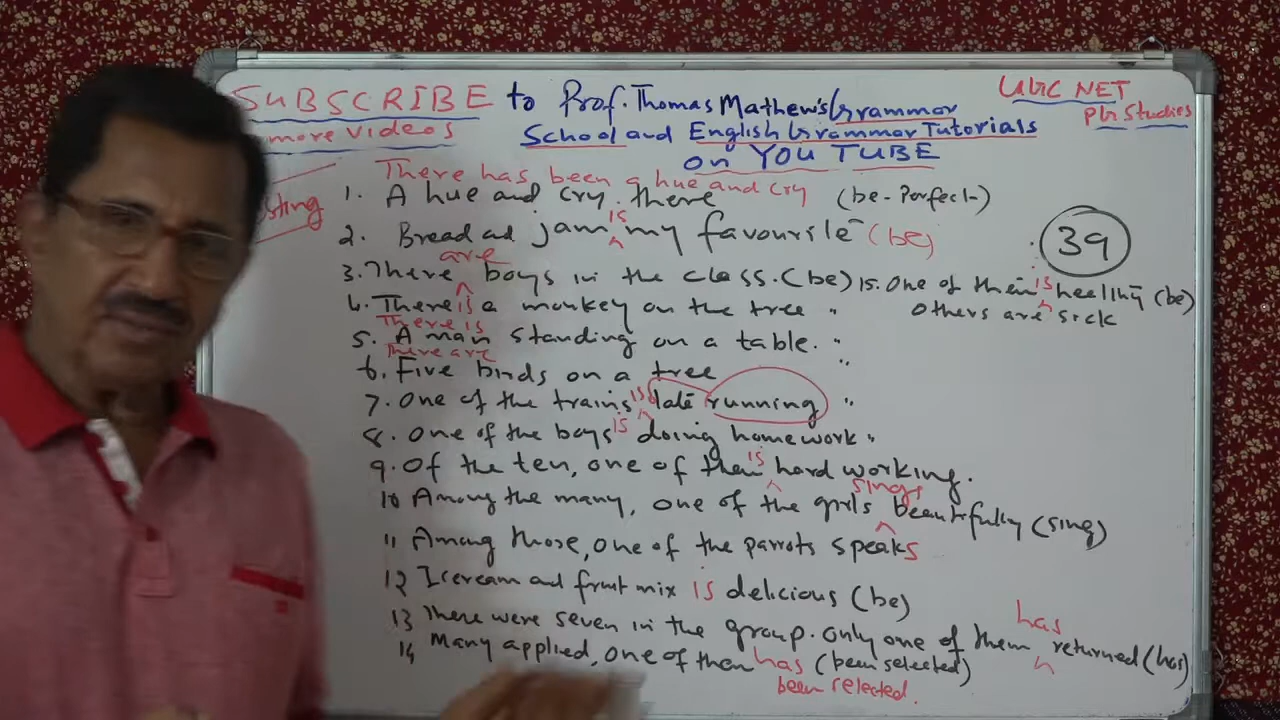 SUBSCRIBE to Prof. Thomas Mathew's Grammar
UGC NET
more videos School and English Grammar Tutorials
PG Studies
on YOU TUBE
There has been a hue and cry
1. A hue and cry there (be-Perfect)
2. Bread ad jam is my favourite (be)
39
are
3. There boys in the class. (be)
15. One of them is healthy (be)
4. There is a monkey on the tree "
Others are sick
There is
5. A man standing on a table. "
There are
6. Five birds on a tree "
7. One of the trains is late running "
8. One of the boys is doing homework "
9. Of the ten, one of them is hard working.
sings
10 Among the many, one of the girls beautifully (sing)
11 Among those, one of the parrots speaks
12 Icecream and fruit mix is delicious (be)
has
13 There were seven in the group. only one of them returned (has)
14 Many applied, one of them has (been selected)
been selected.